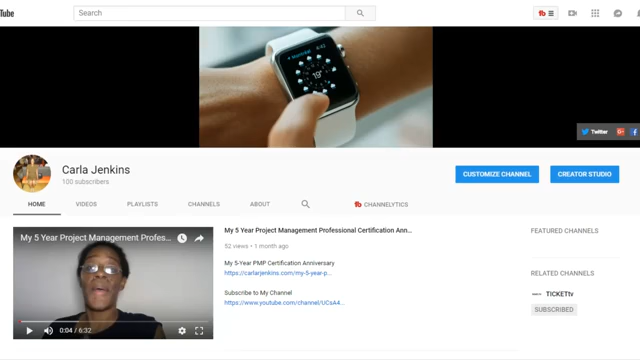 Tube
Search
Twitter
Carla Jenkins
100 subscribers
CUSTOMIZE CHANNEL
CREATOR STUDIO
HOME
VIDEOS
PLAYLISTS
CHANNELS
ABOUT
CHANNELYTICS
My 5 Year Project Management Profes...
0:04 / 6:32
My 5 Year Project Management Professional Certification Ann...
52 views • 1 month ago
My 5-Year PMP Certification Anniversary
https://carlarjenkins.com/my-5-year-p...
Subscribe to My Channel
https://www.youtube.com/channel/UCsA4...
FEATURED CHANNELS
RELATED CHANNELS
TICKETtv
SUBSCRIBED